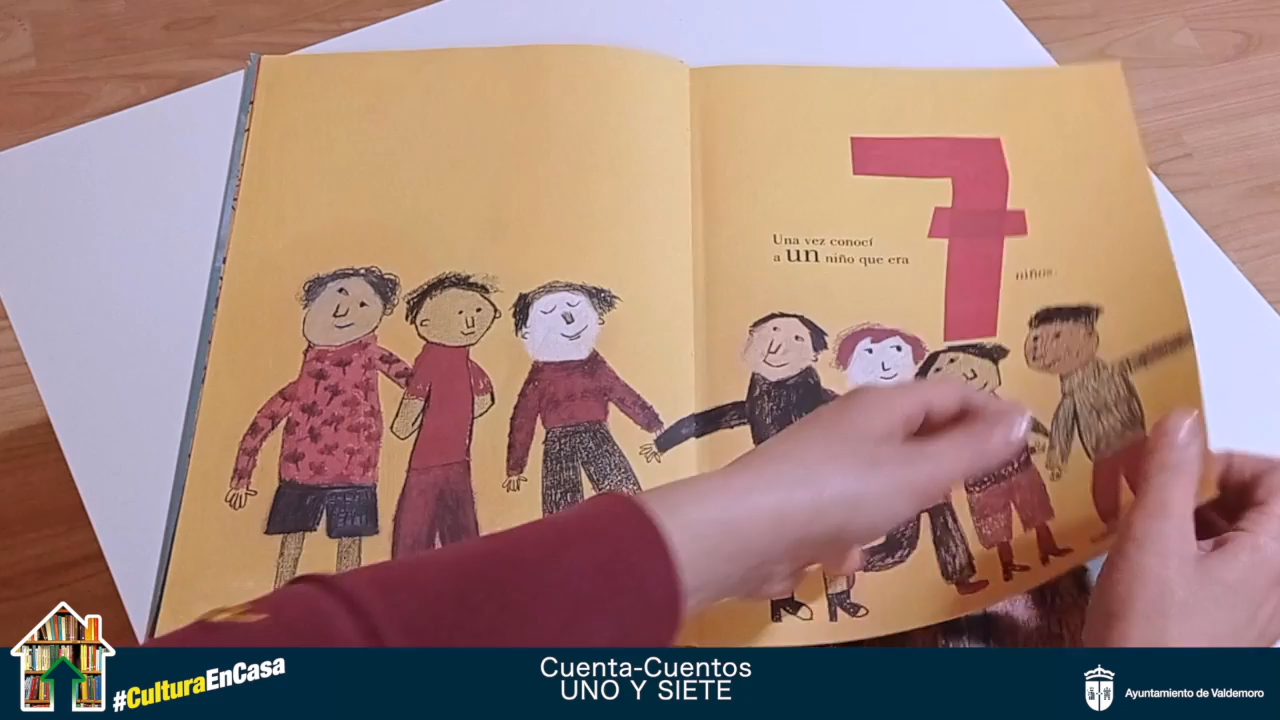 7
Una vez conocí
a un niño que era
niños.
#CulturaEnCasa
Cuenta-Cuentos
UNO Y SIETE
Ayuntamiento de Valdemoro